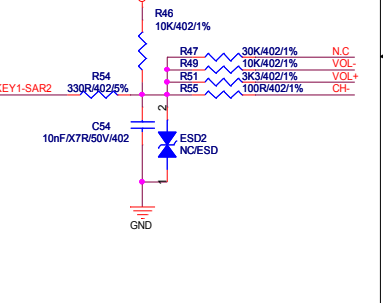 R46
10K/402/1%
R47 30K/402/1% N.C
R49 10K/402/1% VOL-
R51 3K3/402/1% VOL+
R54 R55 100R/402/1% CH-
KEY1-SAR2 330R/402/5%
2
C54
10nF/X7R/50V/402
ESD2
NC/ESD
1
GND